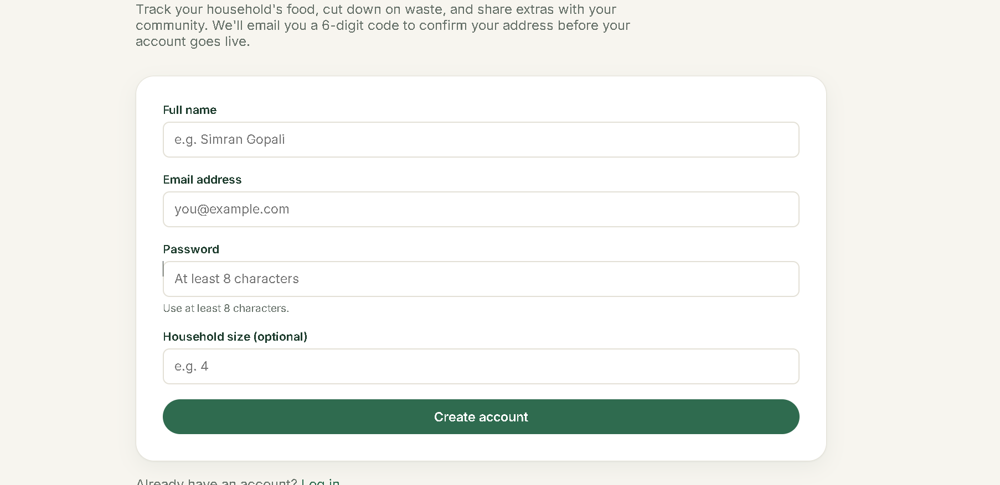 Track your household's food, cut down on waste, and share extras with your
community. We'll email you a 6-digit code to confirm your address before your
account goes live.
Full name
e.g. Simran Gopali
Email address
you@example.com
Password
At least 8 characters
Use at least 8 characters.
Household size (optional)
e.g. 4
Create account
Already have an account? Log in